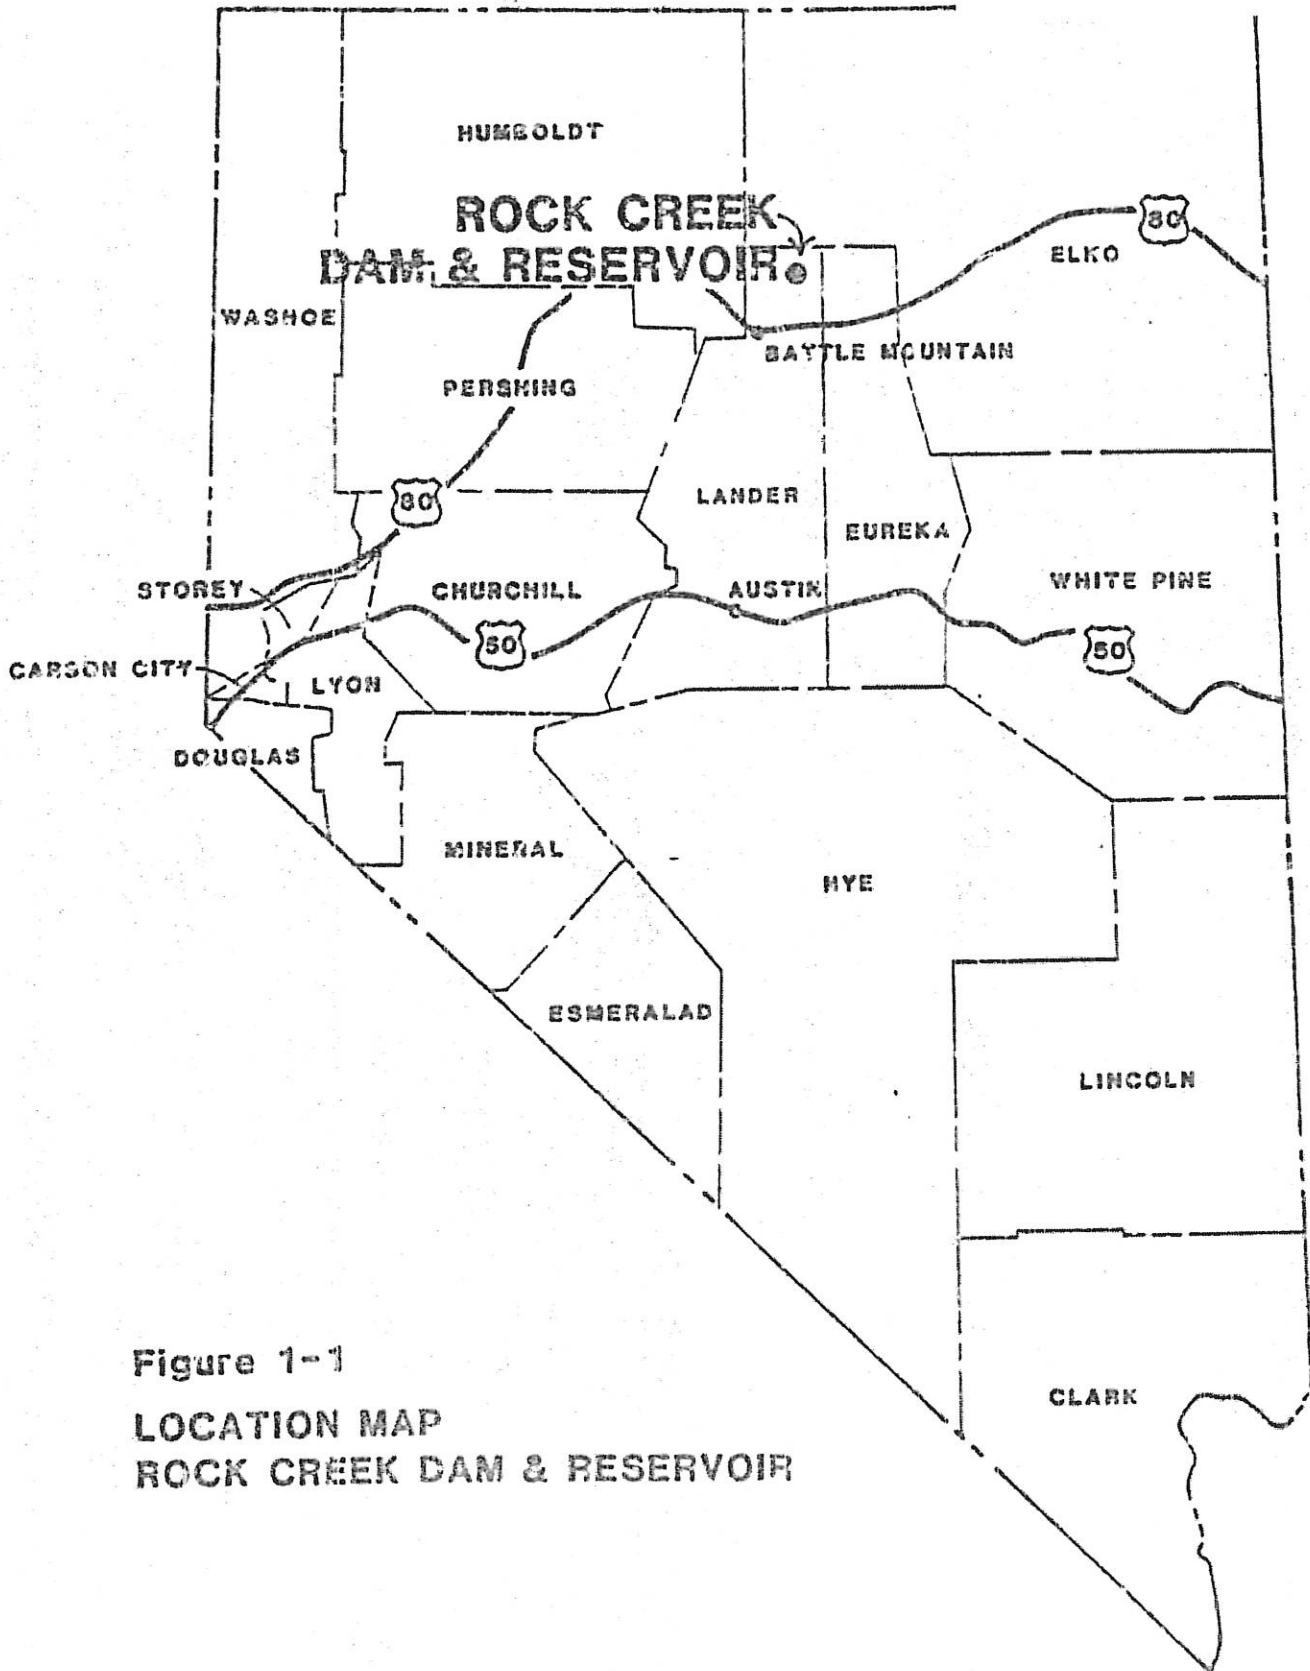 HUMBOLDT
ROCK CREEK
DAM & RESERVOIR
80
ELKO
WASHOE
BATTLE MOUNTAIN
PERSHING
80
LANDER
EUREKA
STOREY
CHURCHILL
AUSTIN
WHITE PINE
50
50
CARSON CITY
LYON
DOUGLAS
MINERAL
NYE
ESMERALAD
LINCOLN
CLARK
Figure 1-1
LOCATION MAP
ROCK CREEK DAM & RESERVOIR